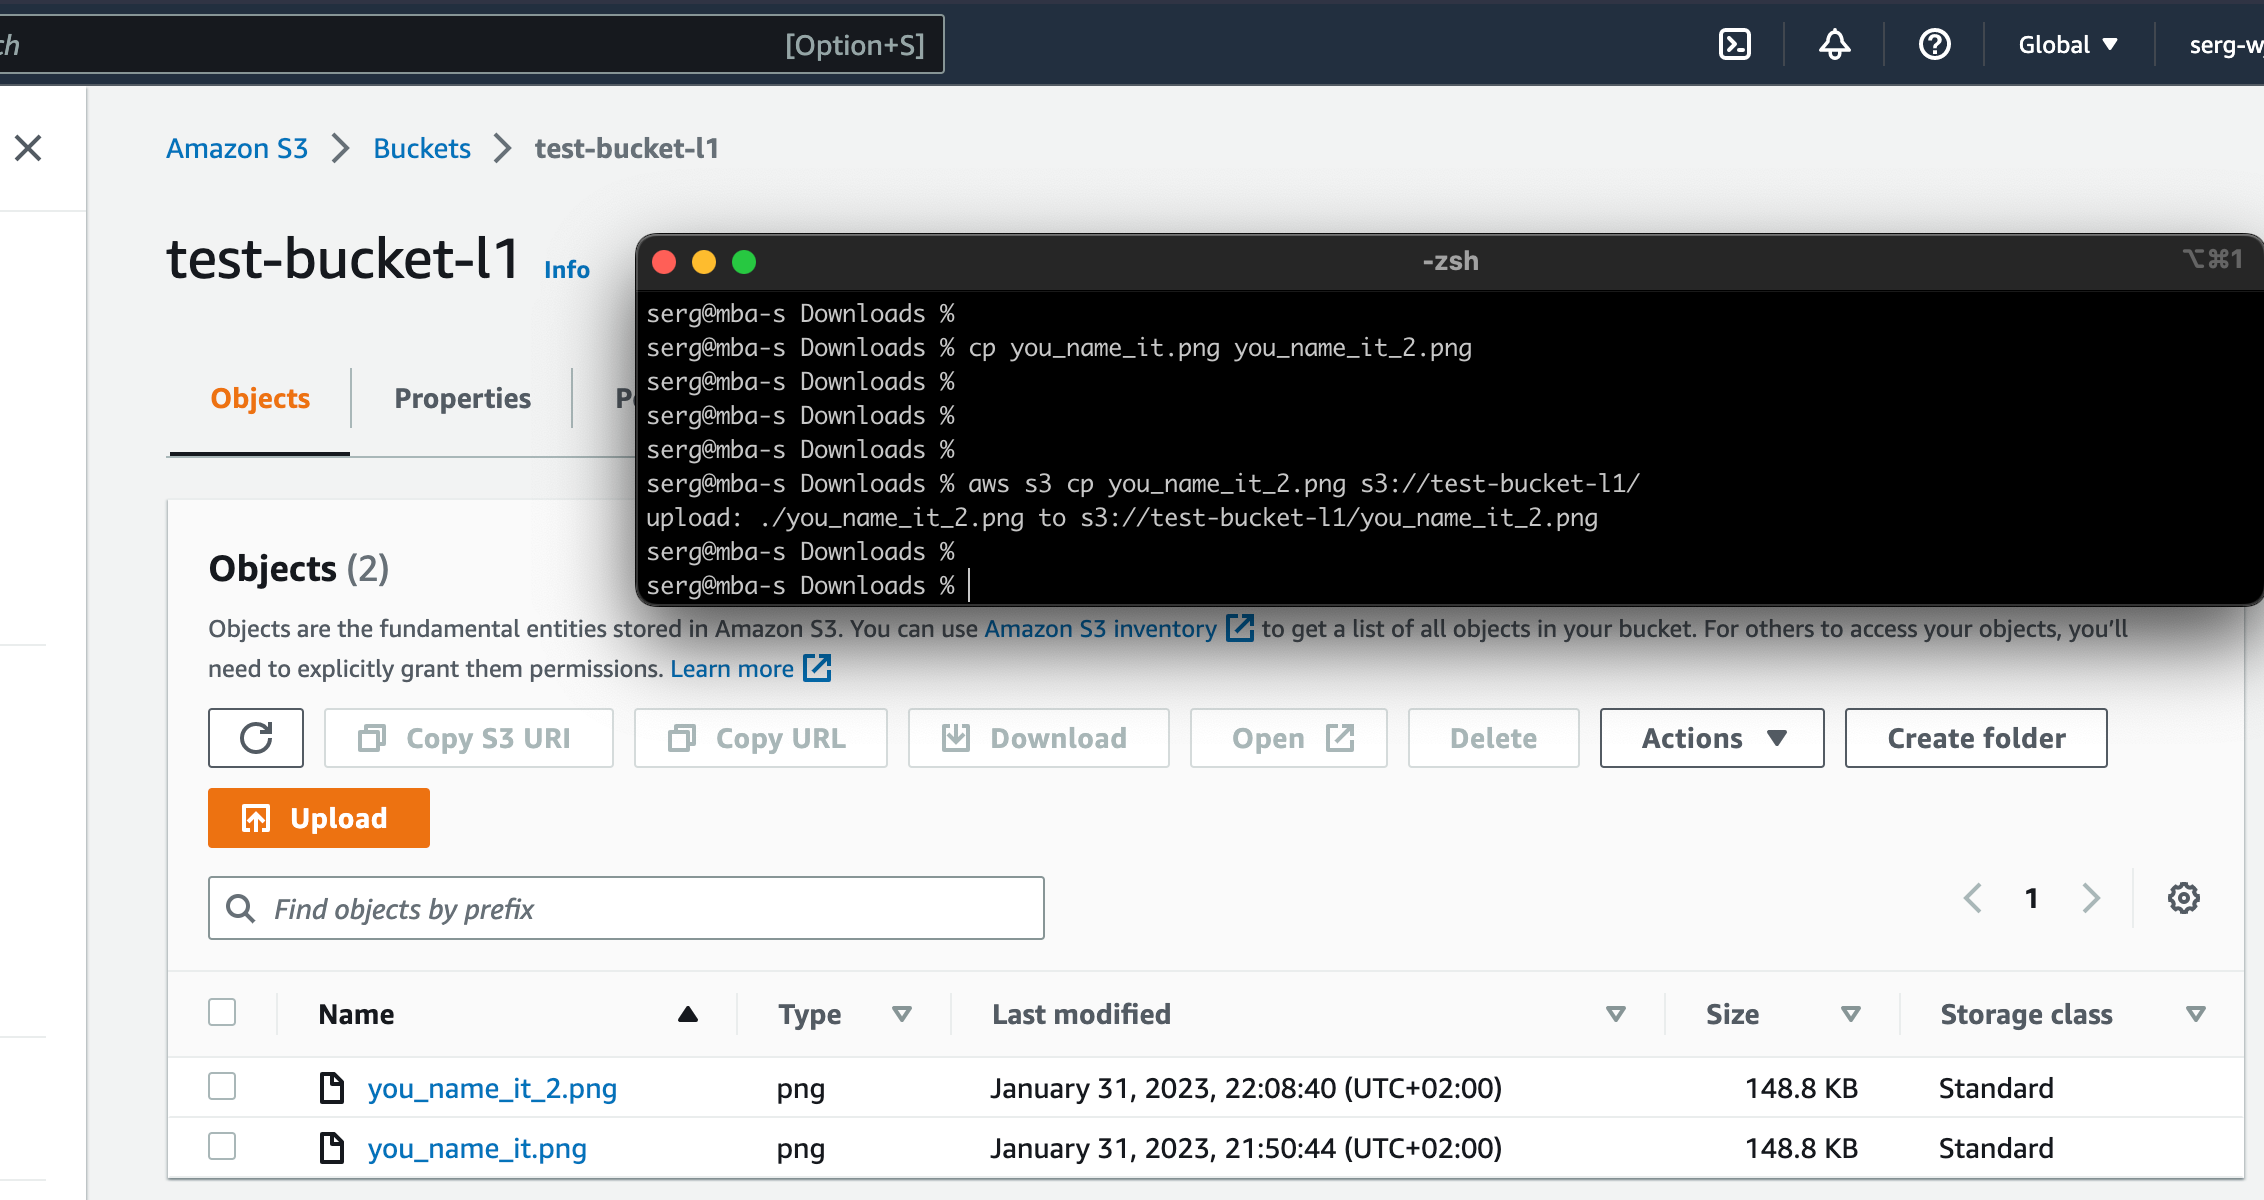 [Option+S]
Global
Amazon S3 > Buckets > test-bucket-l1
test-bucket-l1 Info
Objects
Properties
-zsh
⌥⌘1
serg@mba-s Downloads %
serg@mba-s Downloads % cp you_name_it.png you_name_it_2.png
serg@mba-s Downloads %
serg@mba-s Downloads %
serg@mba-s Downloads %
serg@mba-s Downloads % aws s3 cp you_name_it_2.png s3://test-bucket-l1/
upload: ./you_name_it_2.png to s3://test-bucket-l1/you_name_it_2.png
serg@mba-s Downloads %
serg@mba-s Downloads %
Objects (2)
Objects are the fundamental entities stored in Amazon S3. You can use Amazon S3 inventory to get a list of all objects in your bucket. For others to access your objects, you’ll
need to explicitly grant them permissions. Learn more
Copy S3 URI
Copy URL
Download
Open
Delete
Actions
Create folder
Upload
Find objects by prefix
1
Name Type Last modified Size Storage class
you_name_it_2.png png January 31, 2023, 22:08:40 (UTC+02:00) 148.8 KB Standard
you_name_it.png png January 31, 2023, 21:50:44 (UTC+02:00) 148.8 KB Standard